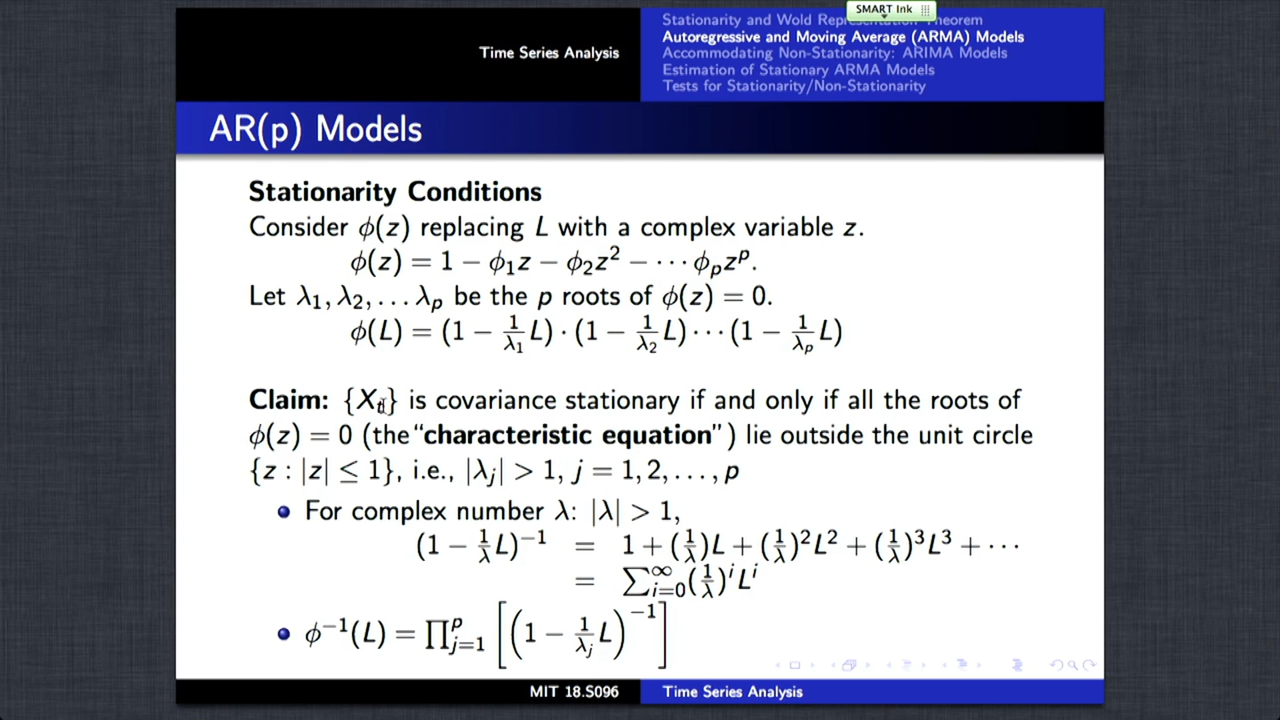 SMART Ink
Time Series Analysis
Stationarity and Wold Representation Theorem
Autoregressive and Moving Average (ARMA) Models
Accommodating Non-Stationarity: ARIMA Models
Estimation of Stationary ARMA Models
Tests for Stationarity/Non-Stationarity
AR(p) Models
Stationarity Conditions
Consider ϕ(z) replacing L with a complex variable z.
ϕ(z) = 1 − ϕ₁z − ϕ₂z² − ··· ϕₚzᵖ.
Let λ₁, λ₂, … λₚ be the p roots of ϕ(z) = 0.
ϕ(L) = (1 − 1/λ₁ L) · (1 − 1/λ₂ L) ··· (1 − 1/λₚ L)
Claim: {Xₜ} is covariance stationary if and only if all the roots of
ϕ(z) = 0 (the “characteristic equation”) lie outside the unit circle
{z : |z| ≤ 1}, i.e., |λⱼ| > 1, j = 1, 2, …, p
• For complex number λ: |λ| > 1,
(1 − 1/λ L)⁻¹ = 1 + (1/λ)L + (1/λ)²L² + (1/λ)³L³ + ···
= ∑ᵢ₌₀^∞ (1/λ)ⁱLⁱ
• ϕ⁻¹(L) = ∏ⱼ₌₁ᵖ [(1 − 1/λⱼ L)⁻¹]
MIT 18.S096
Time Series Analysis